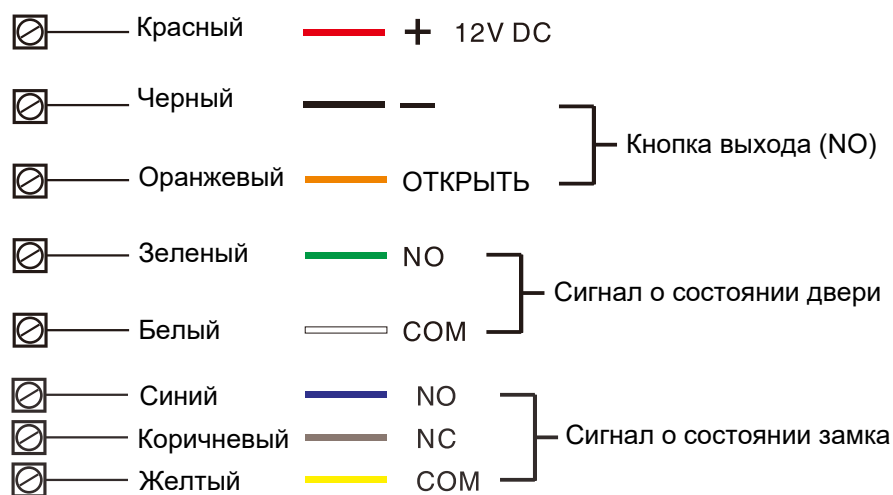 Красный + 12V DC
Черный —
Кнопка выхода (NO)
Оранжевый ОТКРЫТЬ
Зеленый NO
Сигнал о состоянии двери
Белый COM
Синий NO
Коричневый NC Сигнал о состоянии замка
Желтый COM